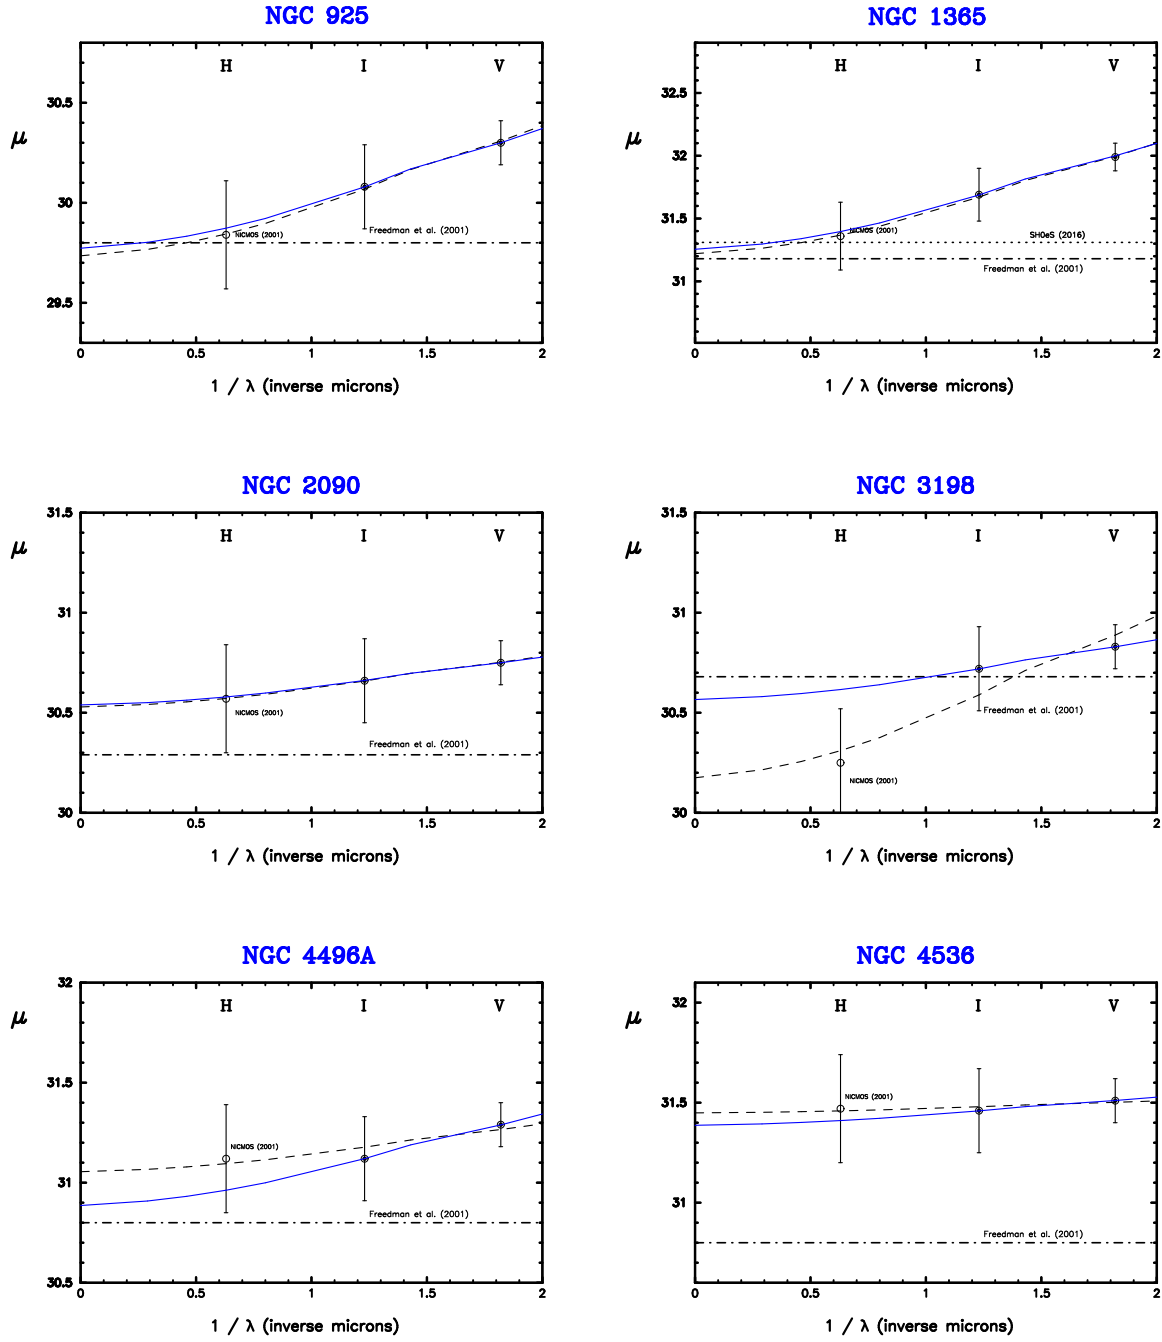 NGC 925
H I V
30.5
μ
30
Freedman et al. (2001)
NICMOS (2001)
29.5
0 0.5 1 1.5 2
1 / λ (inverse microns)
NGC 1365
H I V
32.5
μ
32
31.5
NICMOS (2001)
SH0eS (2016)
Freedman et al. (2001)
31
0 0.5 1 1.5 2
1 / λ (inverse microns)
NGC 2090
31.5
H I V
μ
31
30.5
NICMOS (2001)
Freedman et al. (2001)
30
0 0.5 1 1.5 2
1 / λ (inverse microns)
NGC 3198
31.5
H I V
μ
31
30.5
Freedman et al. (2001)
NICMOS (2001)
30
0 0.5 1 1.5 2
1 / λ (inverse microns)
NGC 4496A
32
H I V
μ
31.5
NICMOS (2001)
31
Freedman et al. (2001)
30.5
0 0.5 1 1.5 2
1 / λ (inverse microns)
NGC 4536
32
H I V
μ
31.5
NICMOS (2001)
31
Freedman et al. (2001)
0 0.5 1 1.5 2
1 / λ (inverse microns)